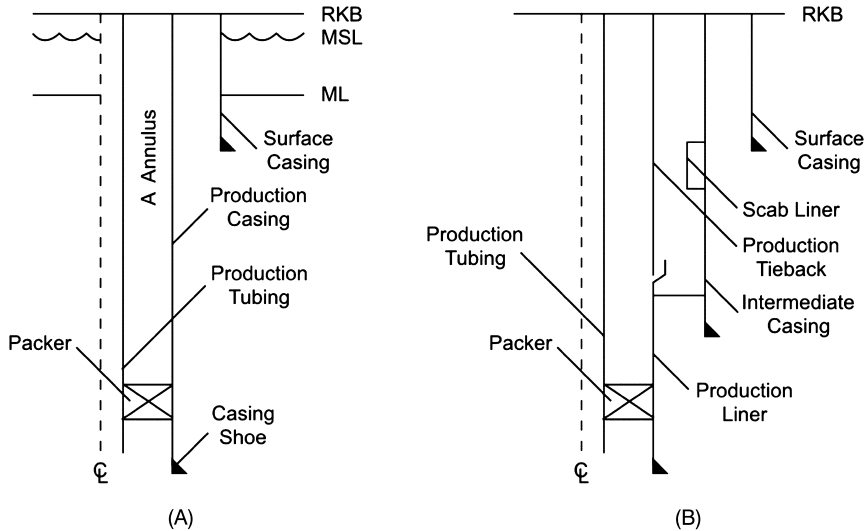 RKB
MSL
ML
A Annulus
Surface
Casing
Production
Casing
Production
Tubing
Packer
Casing
Shoe
℄
(A)
RKB
Surface
Casing
Scab Liner
Production
Tieback
Production
Tubing
Intermediate
Casing
Packer
Production
Liner
℄
(B)